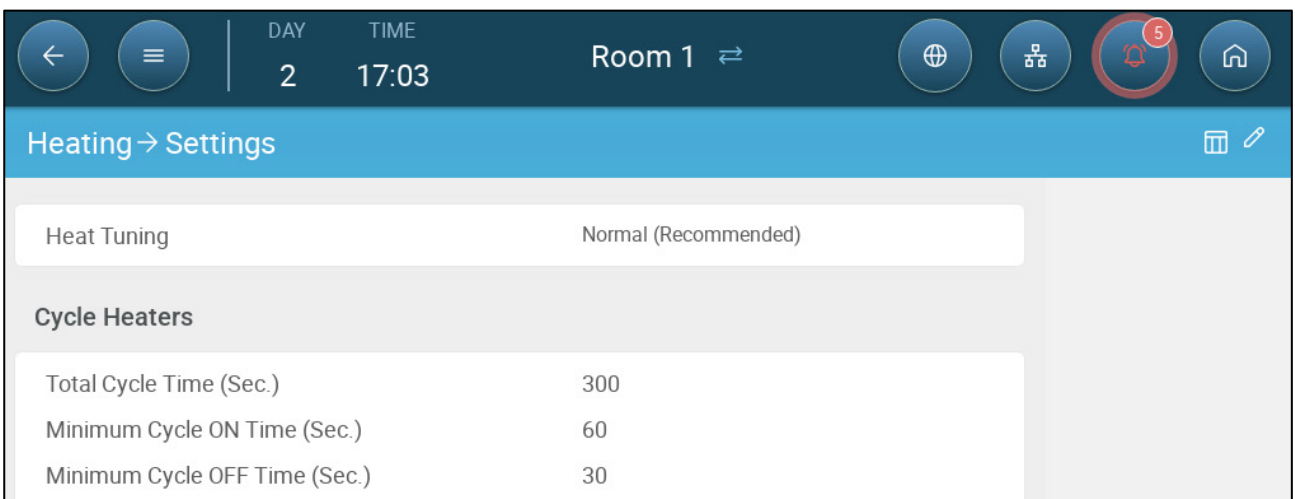 DAY TIME
2 17:03
Room 1
5
Heating → Settings
Heat Tuning Normal (Recommended)
Cycle Heaters
Total Cycle Time (Sec.) 300
Minimum Cycle ON Time (Sec.) 60
Minimum Cycle OFF Time (Sec.) 30